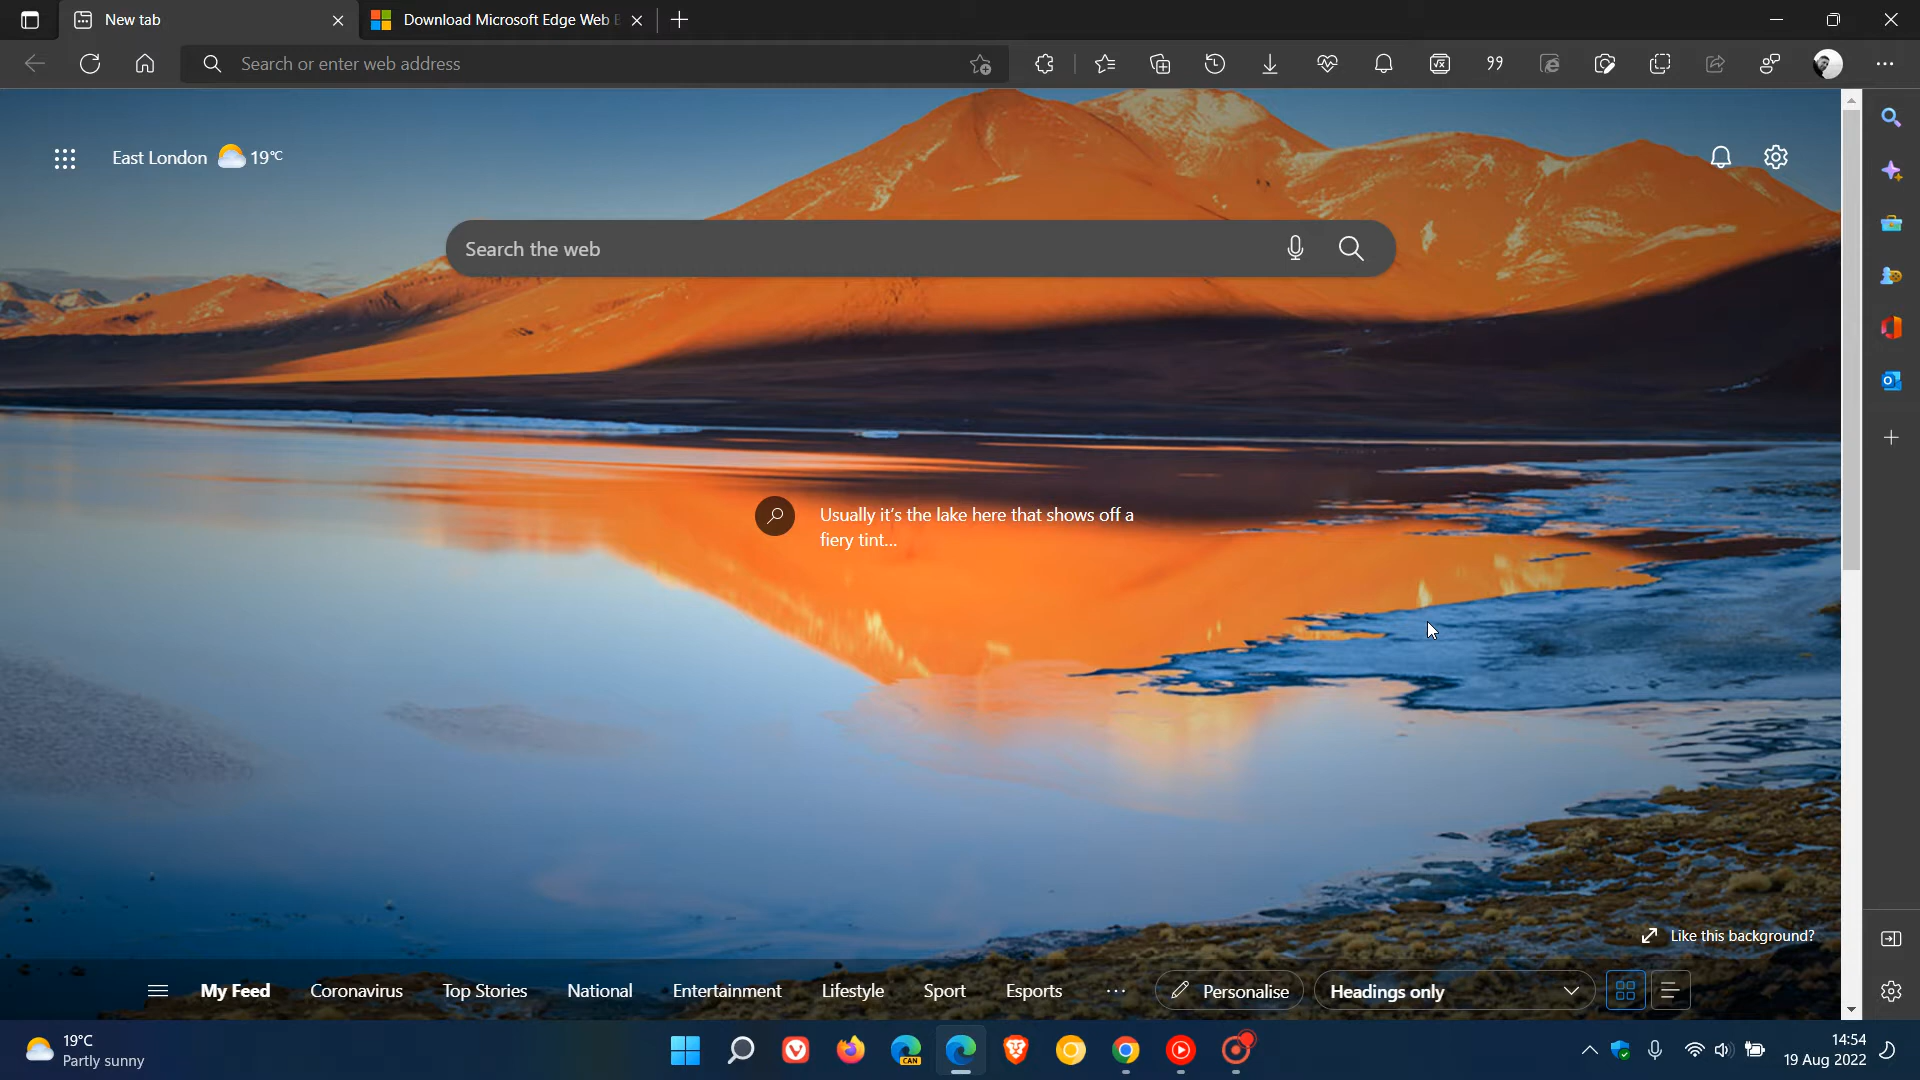 New tab
Download Microsoft Edge Web
Search or enter web address
East London 19°C
Search the web
Usually it's the lake here that shows off a
fiery tint...
Like this background?
My Feed Coronavirus Top Stories National Entertainment Lifestyle Sport Esports ... Personalise Headings only
19°C
Partly sunny
CAN
14:54
19 Aug 2022